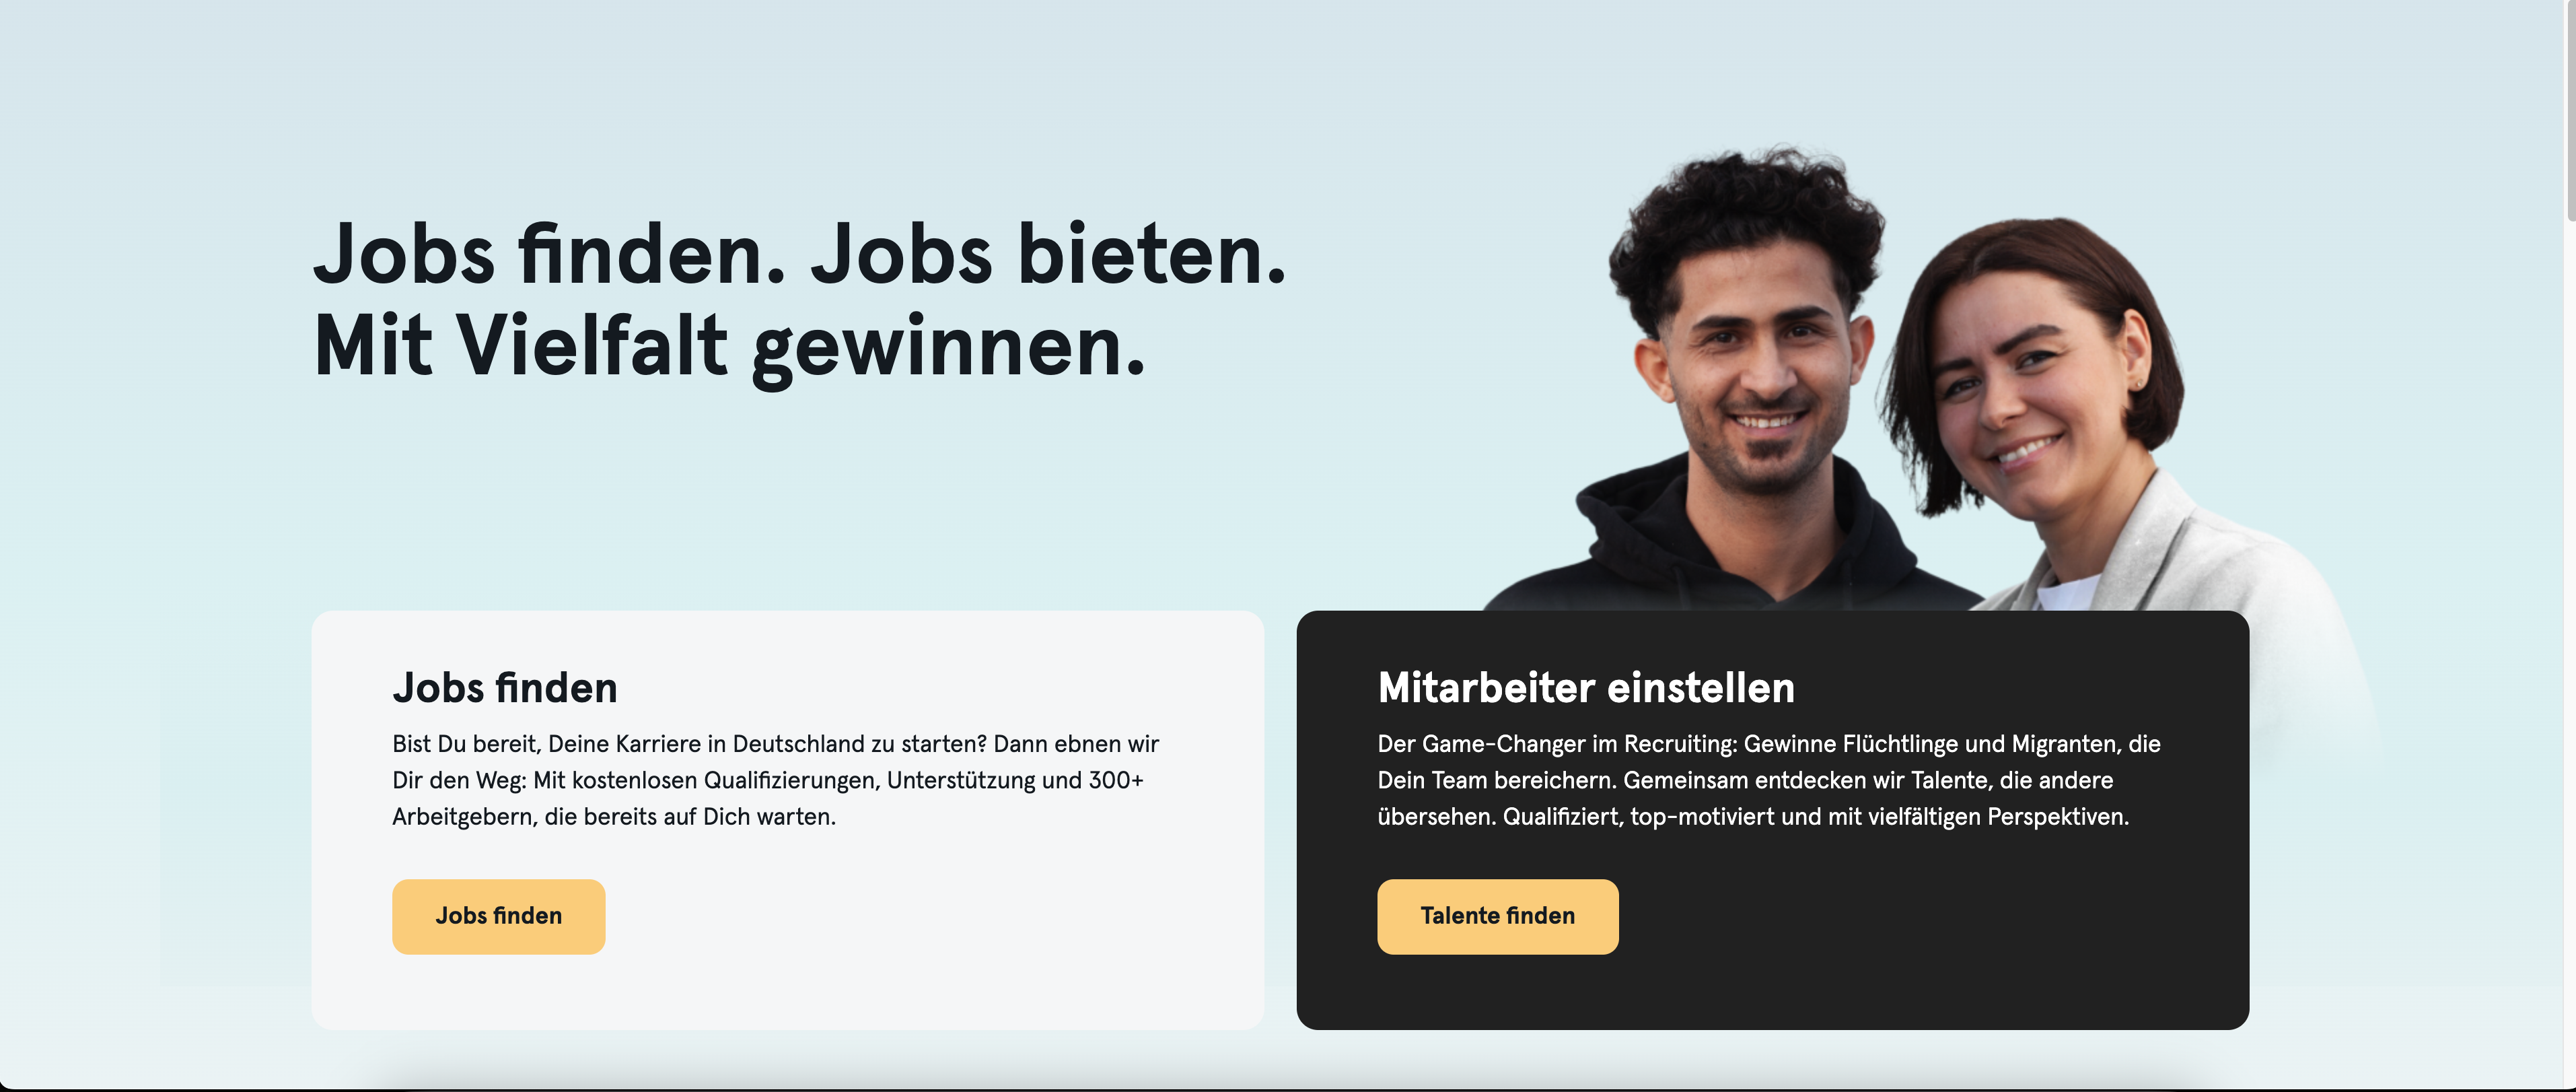 Jobs finden. Jobs bieten.
Mit Vielfalt gewinnen.
Jobs finden
Bist Du bereit, Deine Karriere in Deutschland zu starten? Dann ebnen wir
Dir den Weg: Mit kostenlosen Qualifizierungen, Unterstützung und 300+
Arbeitgebern, die bereits auf Dich warten.
Jobs finden
Mitarbeiter einstellen
Der Game-Changer im Recruiting: Gewinne Flüchtlinge und Migranten, die
Dein Team bereichern. Gemeinsam entdecken wir Talente, die andere
übersehen. Qualifiziert, top-motiviert und mit vielfältigen Perspektiven.
Talente finden